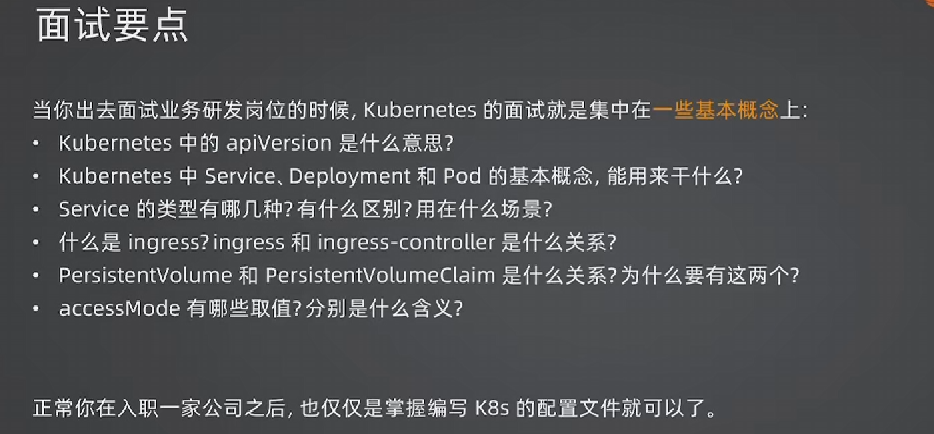 面试要点
当你出去面试业务研发岗位的时候, Kubernetes 的面试就是集中在一些基本概念上:
• Kubernetes 中的 apiVersion 是什么意思?
• Kubernetes 中 Service、Deployment 和 Pod 的基本概念, 能用来干什么?
• Service 的类型有哪几种?有什么区别?用在什么场景?
• 什么是 ingress?ingress 和 ingress-controller 是什么关系?
• PersistentVolume 和 PersistentVolumeClaim 是什么关系?为什么要有这两个?
• accessMode 有哪些取值?分别是什么含义?
正常你在入职一家公司之后, 也仅仅是掌握编写 K8s 的配置文件就可以了。